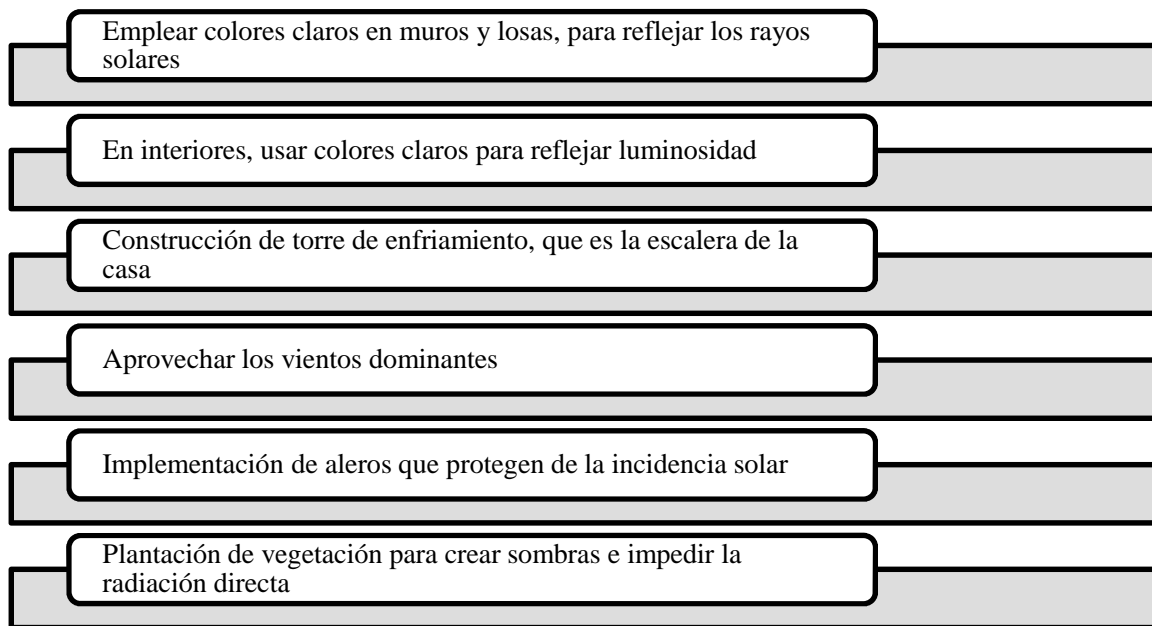 Emplear colores claros en muros y losas, para reflejar los rayos
solares
En interiores, usar colores claros para reflejar luminosidad
Construcción de torre de enfriamiento, que es la escalera de la
casa
Aprovechar los vientos dominantes
Implementación de aleros que protegen de la incidencia solar
Plantación de vegetación para crear sombras e impedir la
radiación directa